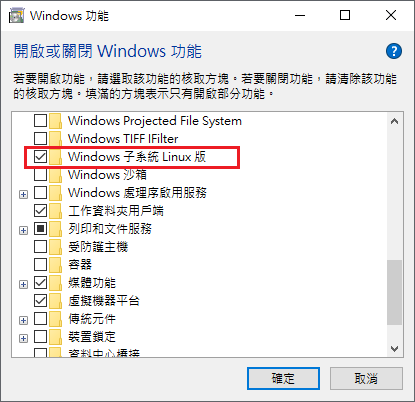 Windows 功能
開啟或關閉 Windows 功能
若要開啟功能，請選取該功能的核取方塊。若要關閉功能，請清除該功能
的核取方塊。填滿的方塊表示只有開啟部分功能。
Windows Projected File System
Windows TIFF IFilter
Windows 子系統 Linux 版
Windows 沙箱
Windows 處理序啟用服務
工作資料夾用戶端
列印和文件服務
受防護主機
容器
媒體功能
虛擬機器平台
傳統元件
裝置鎖定
資料中心橋接
確定
取消